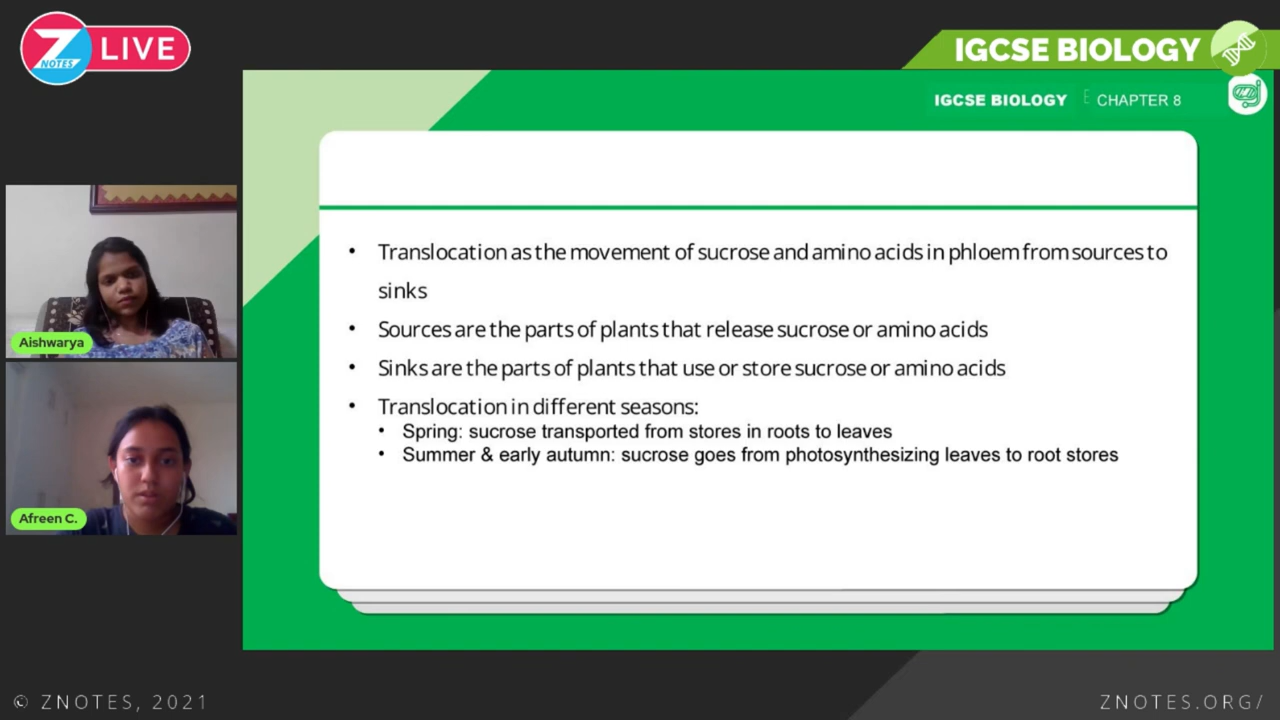 Z NOTES LIVE
IGCSE BIOLOGY
IGCSE BIOLOGY CHAPTER 8
• Translocation as the movement of sucrose and amino acids in phloem from sources to
sinks
• Sources are the parts of plants that release sucrose or amino acids
• Sinks are the parts of plants that use or store sucrose or amino acids
• Translocation in different seasons:
• Spring: sucrose transported from stores in roots to leaves
• Summer & early autumn: sucrose goes from photosynthesizing leaves to root stores
Aishwarya
Afreen C.
© ZNOTES, 2021
ZNOTES.ORG/